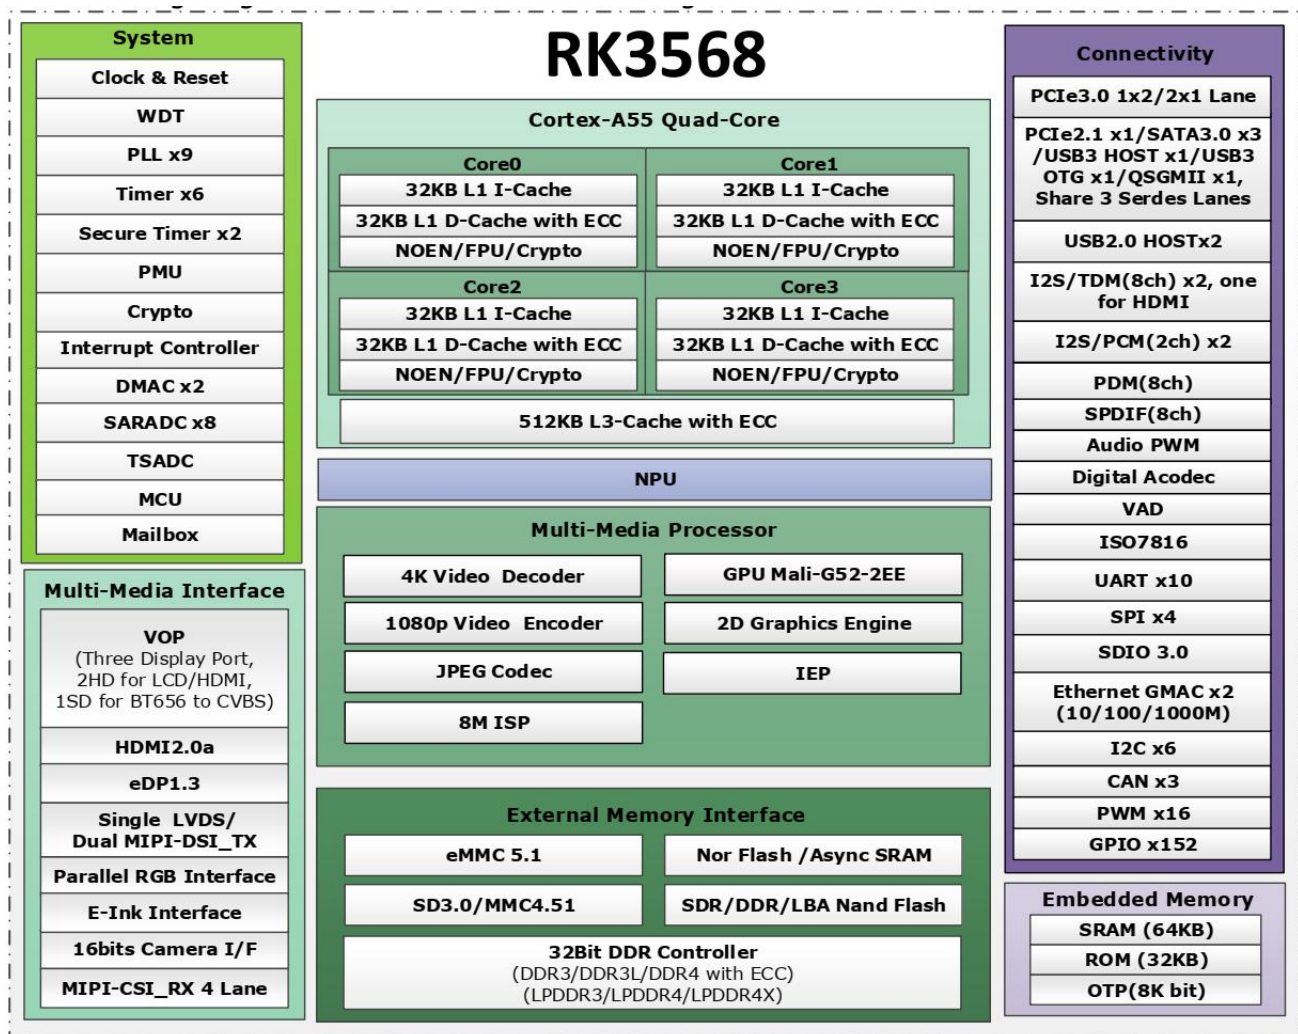 RK3568
System
Clock & Reset
WDT
PLL x9
Timer x6
Secure Timer x2
PMU
Crypto
Interrupt Controller
DMAC x2
SARADC x8
TSADC
MCU
Mailbox
Multi-Media Interface
VOP
(Three Display Port,
2HD for LCD/HDMI,
1SD for BT656 to CVBS)
HDMI2.0a
eDP1.3
Single LVDS/
Dual MIPI-DSI_TX
Parallel RGB Interface
E-Ink Interface
16bits Camera I/F
MIPI-CSI_RX 4 Lane
Cortex-A55 Quad-Core
Core0
32KB L1 I-Cache
32KB L1 D-Cache with ECC
NOEN/FPU/Crypto
Core1
32KB L1 I-Cache
32KB L1 D-Cache with ECC
NOEN/FPU/Crypto
Core2
32KB L1 I-Cache
32KB L1 D-Cache with ECC
NOEN/FPU/Crypto
Core3
32KB L1 I-Cache
32KB L1 D-Cache with ECC
NOEN/FPU/Crypto
512KB L3-Cache with ECC
NPU
Multi-Media Processor
4K Video Decoder
1080p Video Encoder
JPEG Codec
8M ISP
GPU Mali-G52-2EE
2D Graphics Engine
IEP
External Memory Interface
eMMC 5.1
Nor Flash /Async SRAM
SD3.0/MMC4.51
SDR/DDR/LBA Nand Flash
32Bit DDR Controller
(DDR3/DDR3L/DDR4 with ECC)
(LPDDR3/LPDDR4/LPDDR4X)
Connectivity
PCIe3.0 1x2/2x1 Lane
PCIe2.1 x1/SATA3.0 x3
/USB3 HOST x1/USB3
OTG x1/QSGMII x1,
Share 3 Serdes Lanes
USB2.0 HOSTx2
I2S/TDM(8ch) x2, one
for HDMI
I2S/PCM(2ch) x2
PDM(8ch)
SPDIF(8ch)
Audio PWM
Digital Acodec
VAD
ISO7816
UART x10
SPI x4
SDIO 3.0
Ethernet GMAC x2
(10/100/1000M)
I2C x6
CAN x3
PWM x16
GPIO x152
Embedded Memory
SRAM (64KB)
ROM (32KB)
OTP(8K bit)